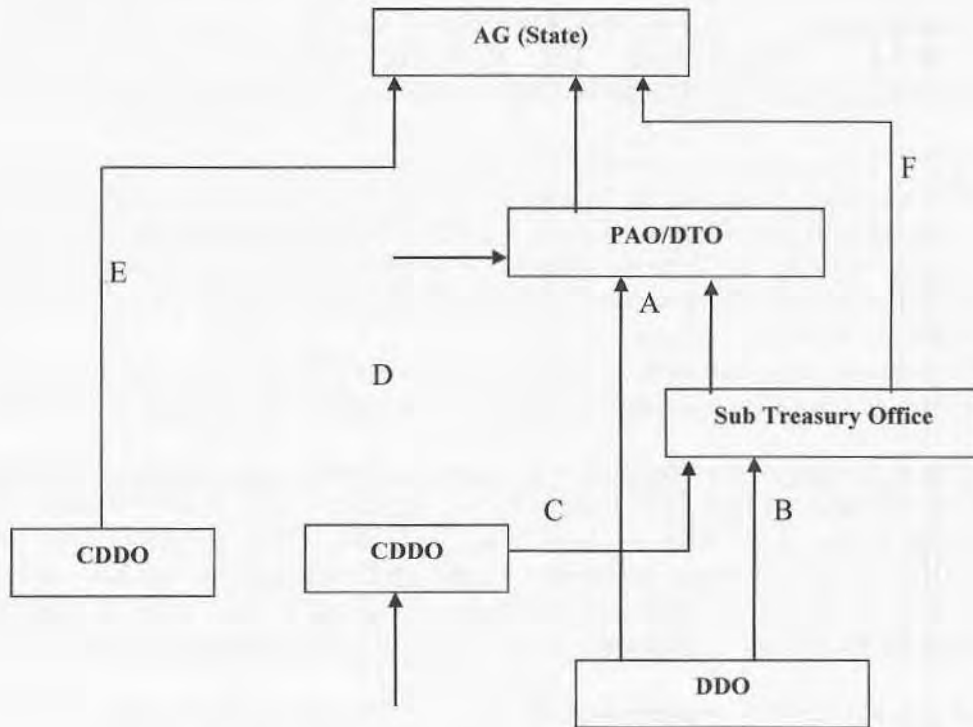 AG (State)
F
PAO/DTO
E
A
D
Sub Treasury Office
C
B
CDDO
CDDO
DDO